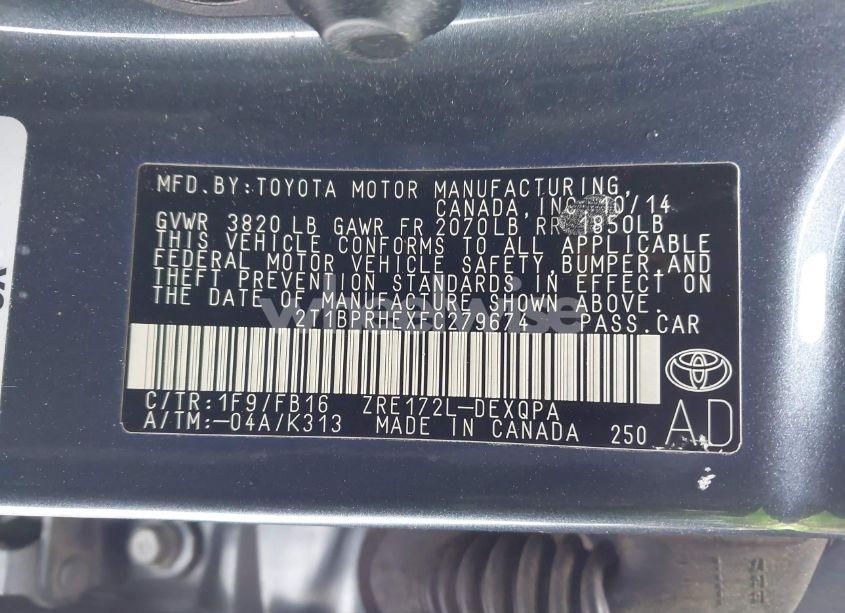 MFD. BY: TOYOTA MOTOR MANUFACTURING,
CANADA, INC. 10/14
GVWR 3820 LB GAWR FR 2070LB RR 1850LB
THIS VEHICLE CONFORMS TO ALL APPLICABLE
FEDERAL MOTOR VEHICLE SAFETY, BUMPER, AND
THEFT PREVENTION STANDARDS IN EFFECT ON
THE DATE OF MANUFACTURE SHOWN ABOVE.
2T1BPRHEXFC279674 PASS. CAR
C/TR: 1F9/FB16 ZRE172L-DEXQPA
A/TM: -04A/K313 MADE IN CANADA 250
AD